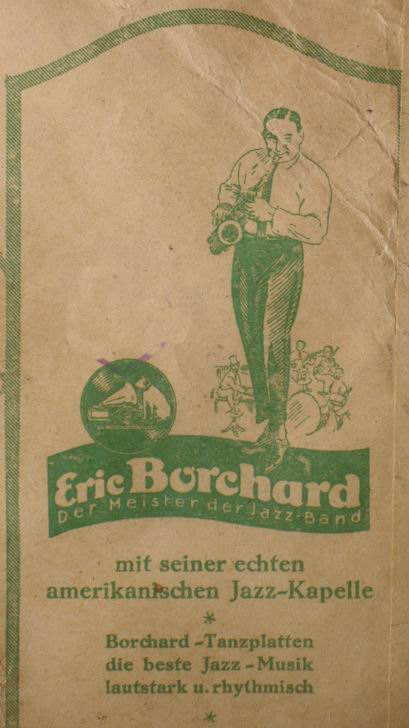 Eric Borchard
Der Meister der Jazz-Band
mit seiner echten
amerikanischen Jazz-Kapelle
*
Borchard-Tanzplatten
die beste Jazz-Musik
lautstark u. rhythmisch
*